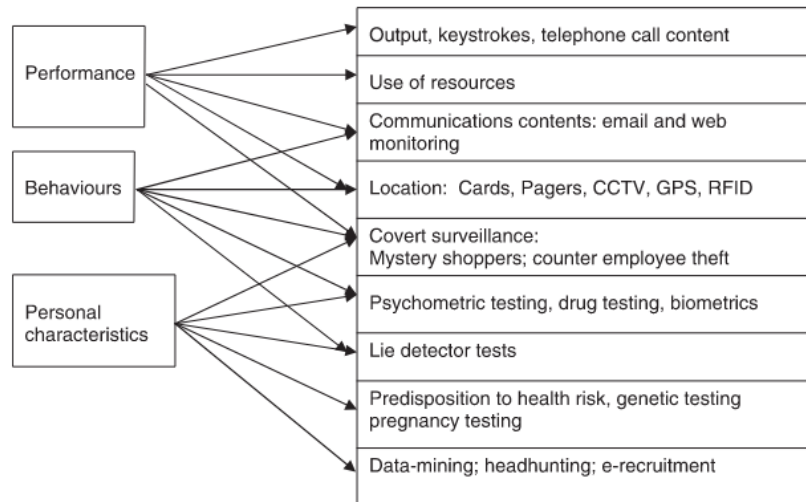 Performance
Behaviours
Personal
characteristics
Output, keystrokes, telephone call content
Use of resources
Communications contents: email and web
monitoring
Location: Cards, Pagers, CCTV, GPS, RFID
Covert surveillance:
Mystery shoppers; counter employee theft
Psychometric testing, drug testing, biometrics
Lie detector tests
Predisposition to health risk, genetic testing
pregnancy testing
Data-mining; headhunting; e-recruitment